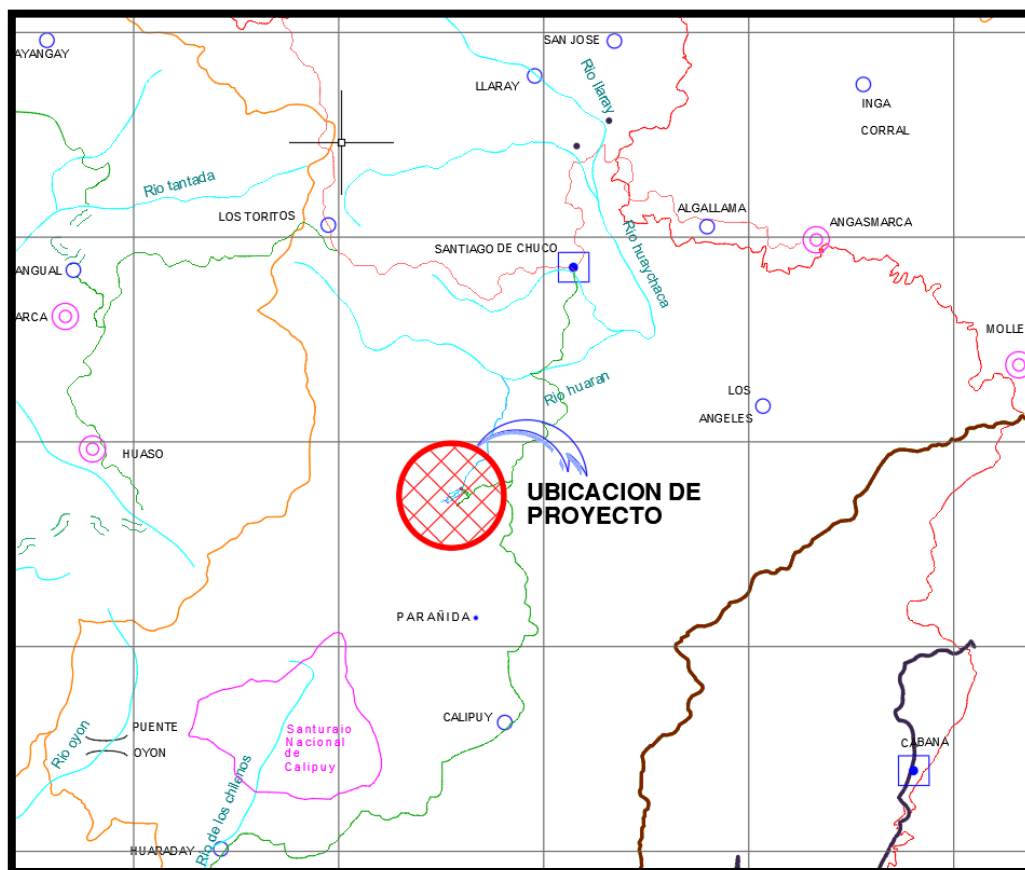 SAN JOSE
AYANGAY
LLARAY
Rio llaray
INGA
CORRAL
Rio tantada
LOS TORITOS
ALGALLAMA
ANGASMARCA
SANTIAGO DE CHUCO
Rio huaychaca
ANGUAL
ARCA
MOLLE
Rio huaran
LOS
ANGELES
HUASO
UBICACION DE
PROYECTO
PARAÑIDA
CALIPUY
PUENTE
OYON
Rio oyon
Santuraio
Nacional
de
Calipuy
CABANA
Rio de los chilenos
HUARADAY